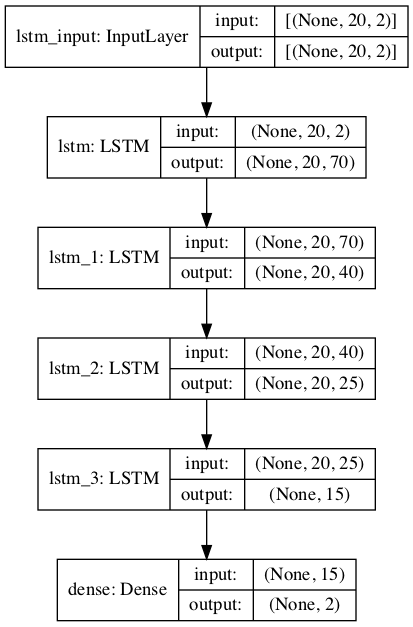 lstm_input: InputLayer
input: [(None, 20, 2)]
output: [(None, 20, 2)]
lstm: LSTM
input: (None, 20, 2)
output: (None, 20, 70)
lstm_1: LSTM
input: (None, 20, 70)
output: (None, 20, 40)
lstm_2: LSTM
input: (None, 20, 40)
output: (None, 20, 25)
lstm_3: LSTM
input: (None, 20, 25)
output: (None, 15)
dense: Dense
input: (None, 15)
output: (None, 2)